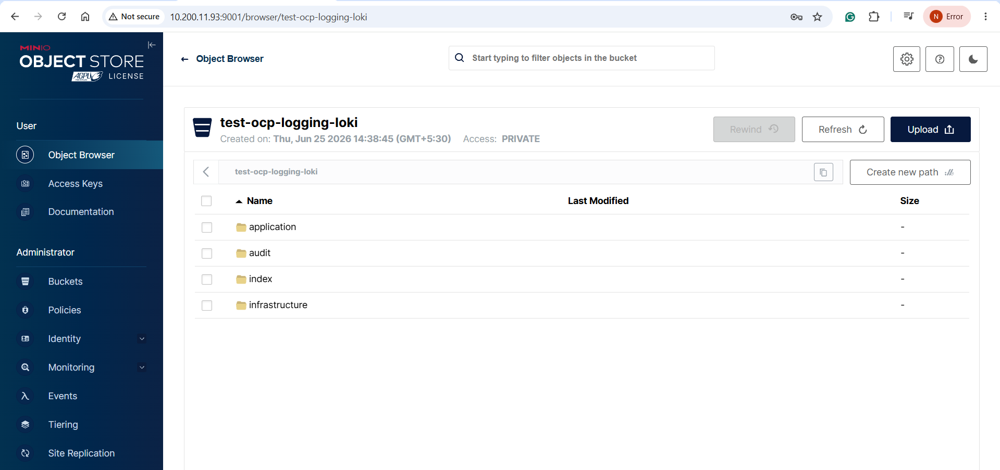 Not secure
10.200.11.93:9001/browser/test-ocp-logging-loki
N Error
MINIO
OBJECT STORE
AGPL LICENSE
User
Object Browser
Access Keys
Documentation
Administrator
Buckets
Policies
Identity
Monitoring
Events
Tiering
Site Replication
Object Browser
Start typing to filter objects in the bucket
test-ocp-logging-loki
Created on: Thu, Jun 25 2026 14:38:45 (GMT+5:30) Access: PRIVATE
Rewind
Refresh
Upload
test-ocp-logging-loki
Create new path
Name Last Modified Size
application -
audit -
index -
infrastructure -